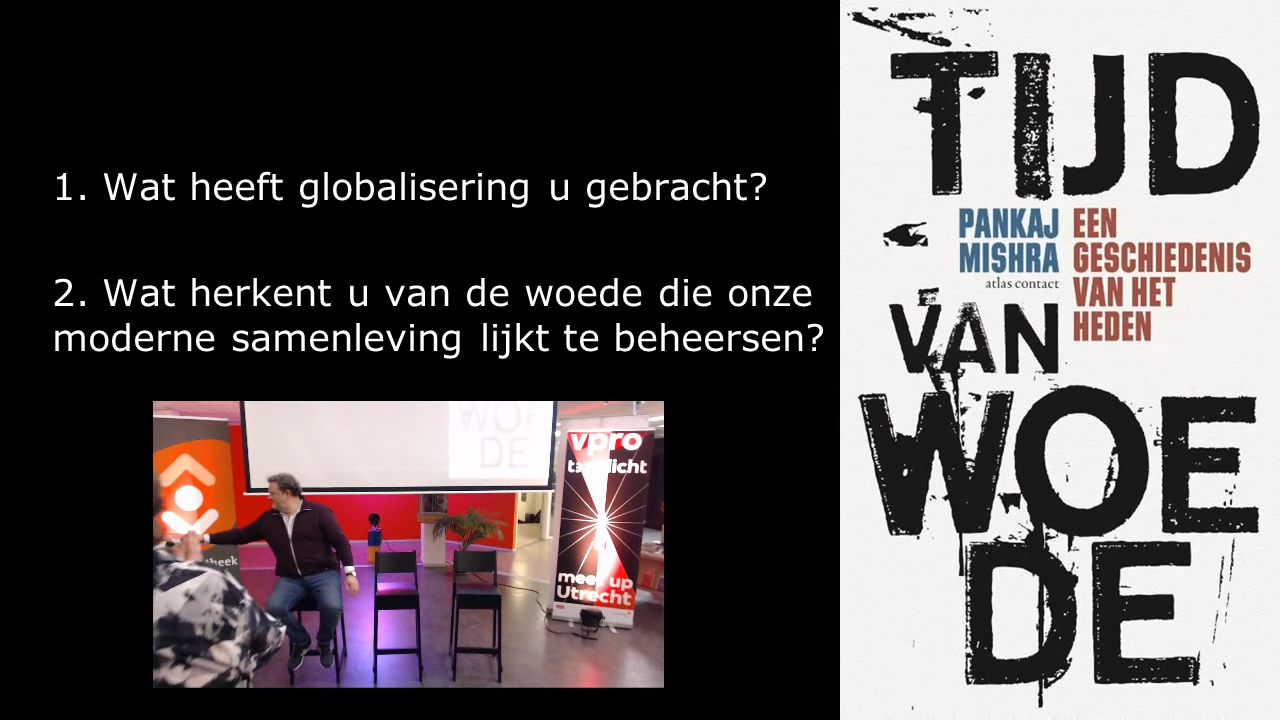 1. Wat heeft globalisering u gebracht?
2. Wat herkent u van de woede die onze
moderne samenleving lijkt te beheersen?
WOE
DE
vpro
meet up
Utrecht
TIJD
PANKAJ
MISHRA
atlas contact
EEN
GESCHIEDENIS
VAN HET
HEDEN
VAN
WOE
DE